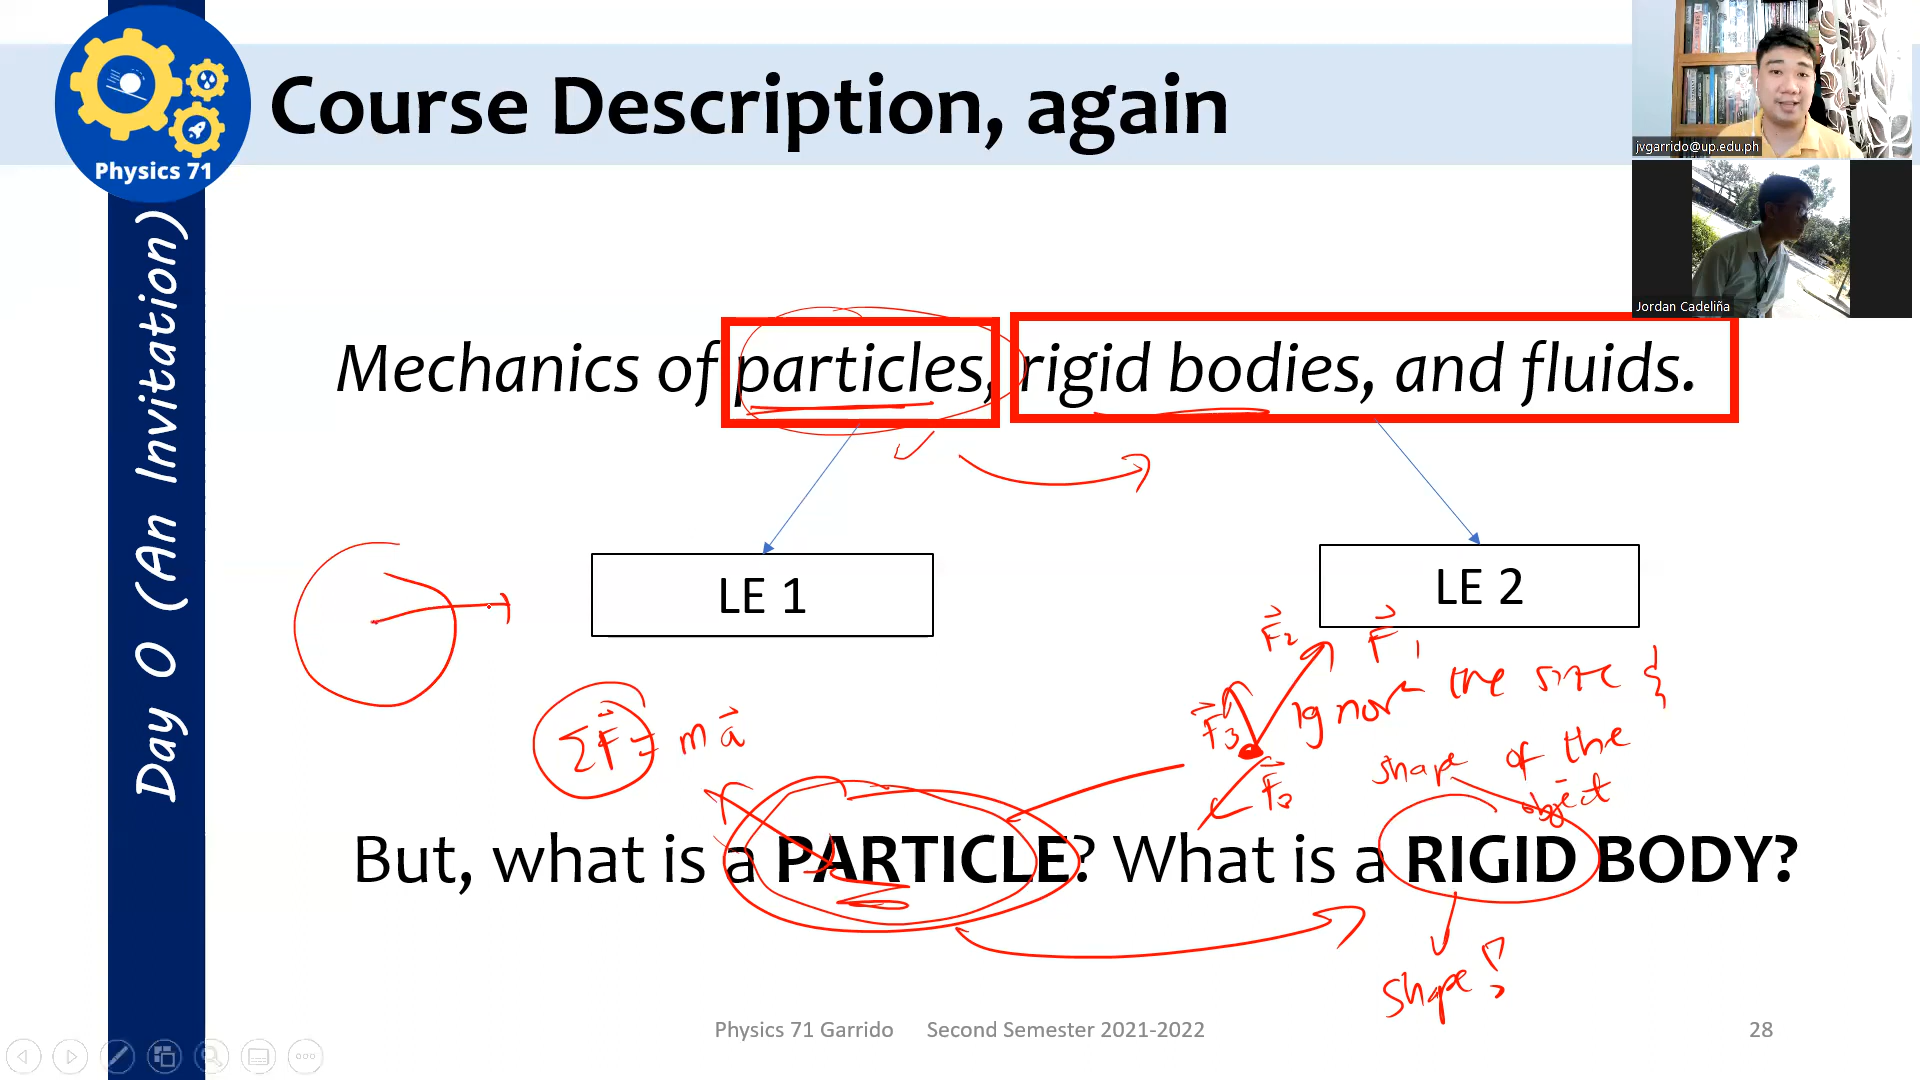 Course Description, again
Physics 71
Day 0 (An Invitation)
jvgarrido@up.edu.ph
Jordan Cadeliña
Mechanics of particles, rigid bodies, and fluids.
LE 1
LE 2
F₂ F₁
ignore the size &
shape of the
object
F₃
F₂
ΣF = ma
But, what is a PARTICLE? What is a RIGID BODY?
shape
Physics 71 Garrido Second Semester 2021-2022
28